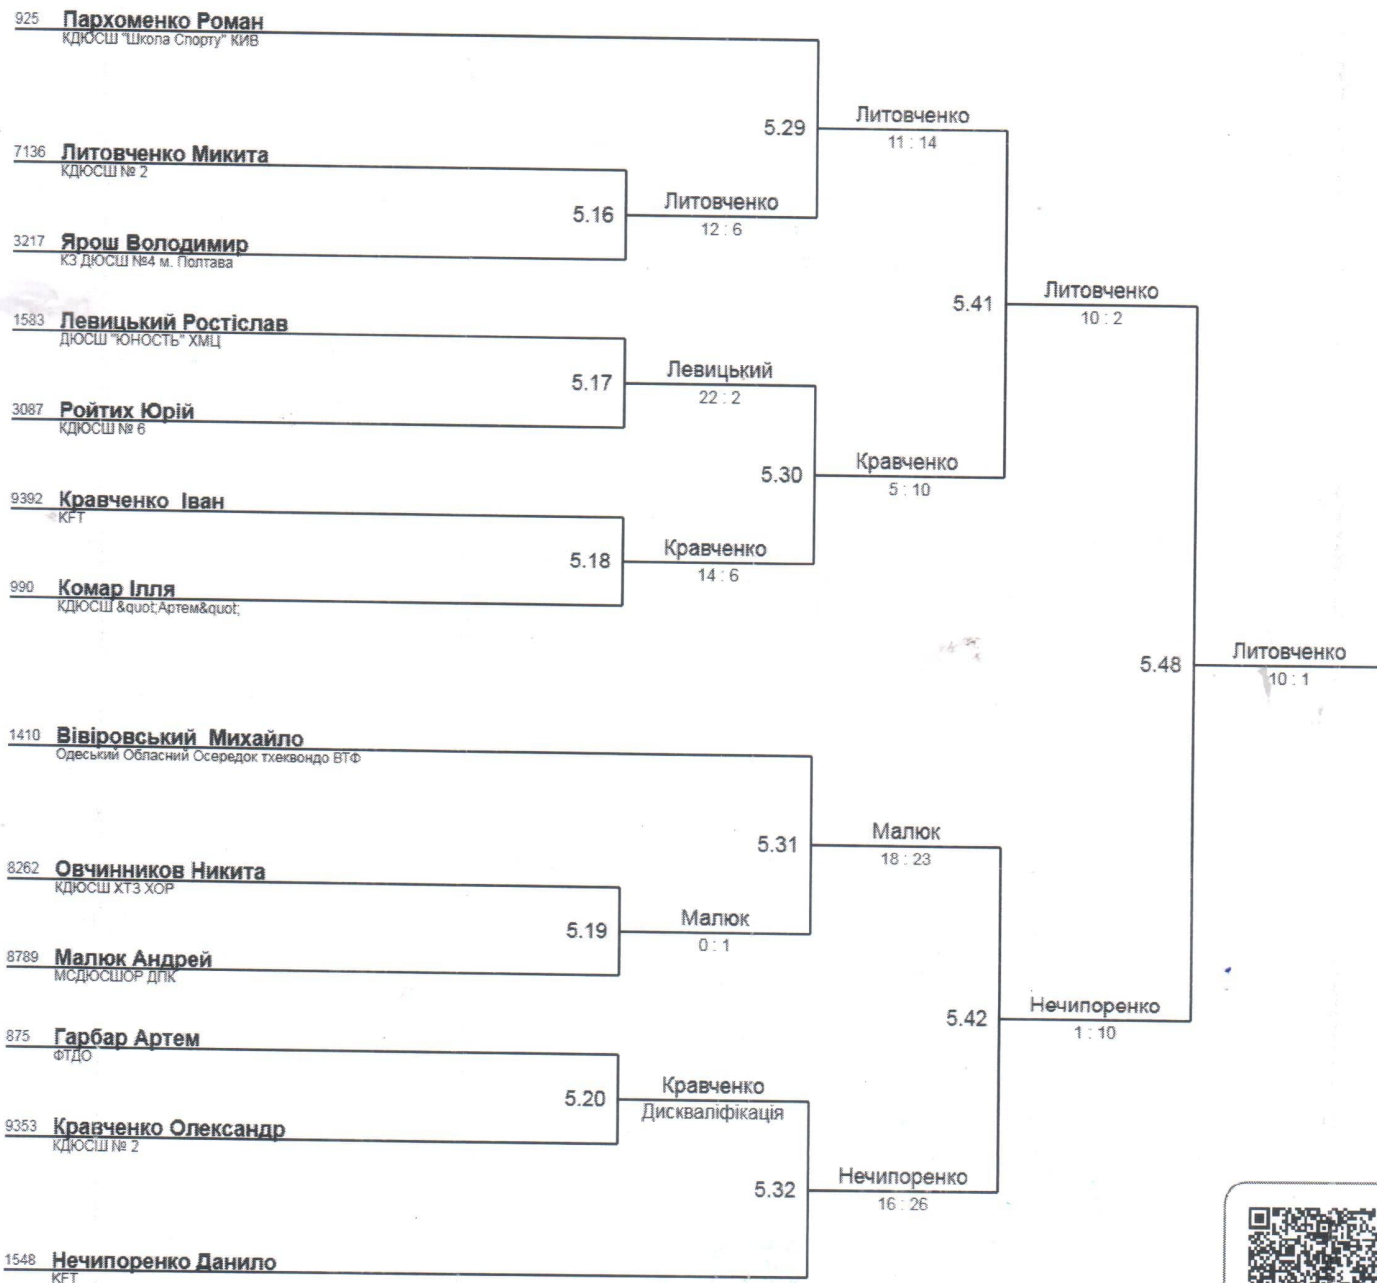 925 Пархоменко Роман
КДЮСШ "Школа Спорту" КИВ
5.29
Литовченко
11 : 14
7136 Литовченко Микита
КДЮСШ № 2
5.16
Литовченко
12 : 6
3217 Ярош Володимир
КЗ ДЮСШ №4 м. Полтава
5.41
Литовченко
10 : 2
1583 Левицький Ростіслав
ДЮСШ "ЮНОСТЬ" ХМЦ
5.17
Левицький
22 : 2
3087 Ройтих Юрій
КДЮСШ № 6
5.30
Кравченко
5 : 10
9392 Кравченко Іван
KFT
5.18
Кравченко
14 : 6
990 Комар Ілля
КДЮСШ &quot;Артем&quot;
5.48
Литовченко
10 : 1
1410 Вівіровський Михайло
Одеський Обласний Осередок тхеквондо ВТФ
5.31
Малюк
18 : 23
8262 Овчинников Никита
КДЮСШ ХТЗ ХОР
5.19
Малюк
0 : 1
8789 Малюк Андрей
МСДЮСШОР ДПК
5.42
Нечипоренко
1 : 10
875 Гарбар Артем
ФТДО
5.20
Кравченко
Дискваліфікація
9353 Кравченко Олександр
КДЮСШ № 2
5.32
Нечипоренко
16 : 26
1548 Нечипоренко Данило
KFT